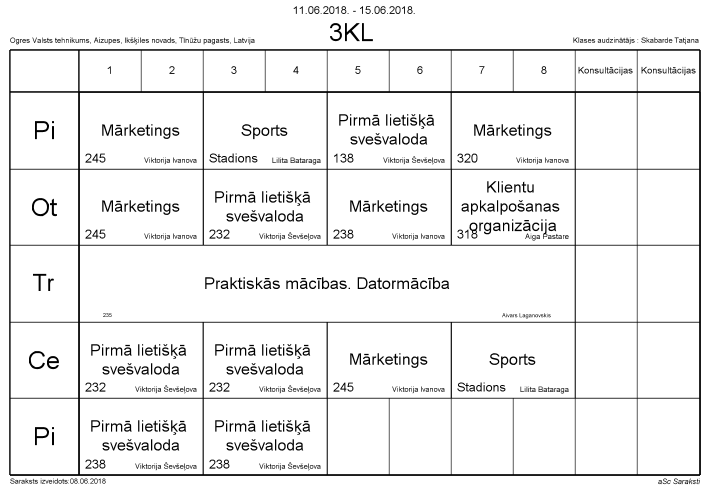 11.06.2018. - 15.06.2018.
3KL
Ogres Valsts tehnikums, Aizupes, Ikšķiles novads, Tīnūžu pagasts, Latvija
Klases audzinātājs : Skabarde Tatjana
1 2 3 4 5 6 7 8 Konsultācijas Konsultācijas
Pi
Mārketings
245 Viktorija Ivanova
Sports
Stadions Lilita Bataraga
Pirmā lietišķā
svešvaloda
138 Viktorija Ševšeļova
Mārketings
320 Viktorija Ivanova
Ot
Mārketings
245 Viktorija Ivanova
Pirmā lietišķā
svešvaloda
232 Viktorija Ševšeļova
Mārketings
238 Viktorija Ivanova
Klientu
apkalpošanas
organizācija
318 Aiga Pastare
Tr
Praktiskās mācības. Datormācība
235 Aivars Laganovskis
Ce
Pirmā lietišķā
svešvaloda
232 Viktorija Ševšeļova
Pirmā lietišķā
svešvaloda
232 Viktorija Ševšeļova
Mārketings
245 Viktorija Ivanova
Sports
Stadions Lilita Bataraga
Pi
Pirmā lietišķā
svešvaloda
238 Viktorija Ševšeļova
Pirmā lietišķā
svešvaloda
238 Viktorija Ševšeļova
Saraksts izveidots:08.06.2018
aSc Saraksti